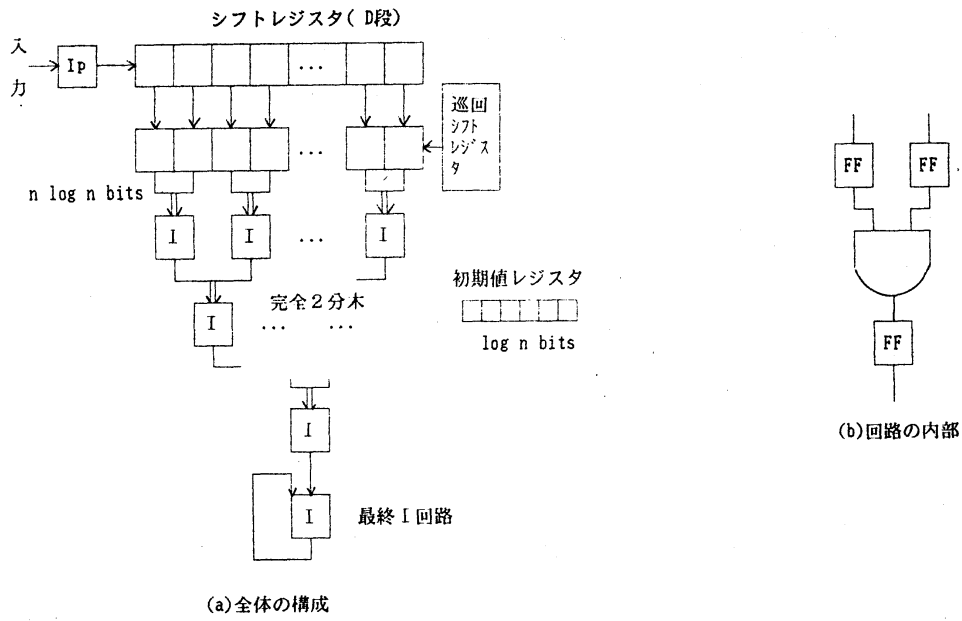 シフトレジスタ( D段)
入
力
Ip
...
巡回
シフト
レジス
タ
...
n log n bits
I
I
...
I
初期値レジスタ
完全2分木
I
... ...
log n bits
I
I
最終I回路
(a)全体の構成
FF
FF
FF
(b)回路の内部